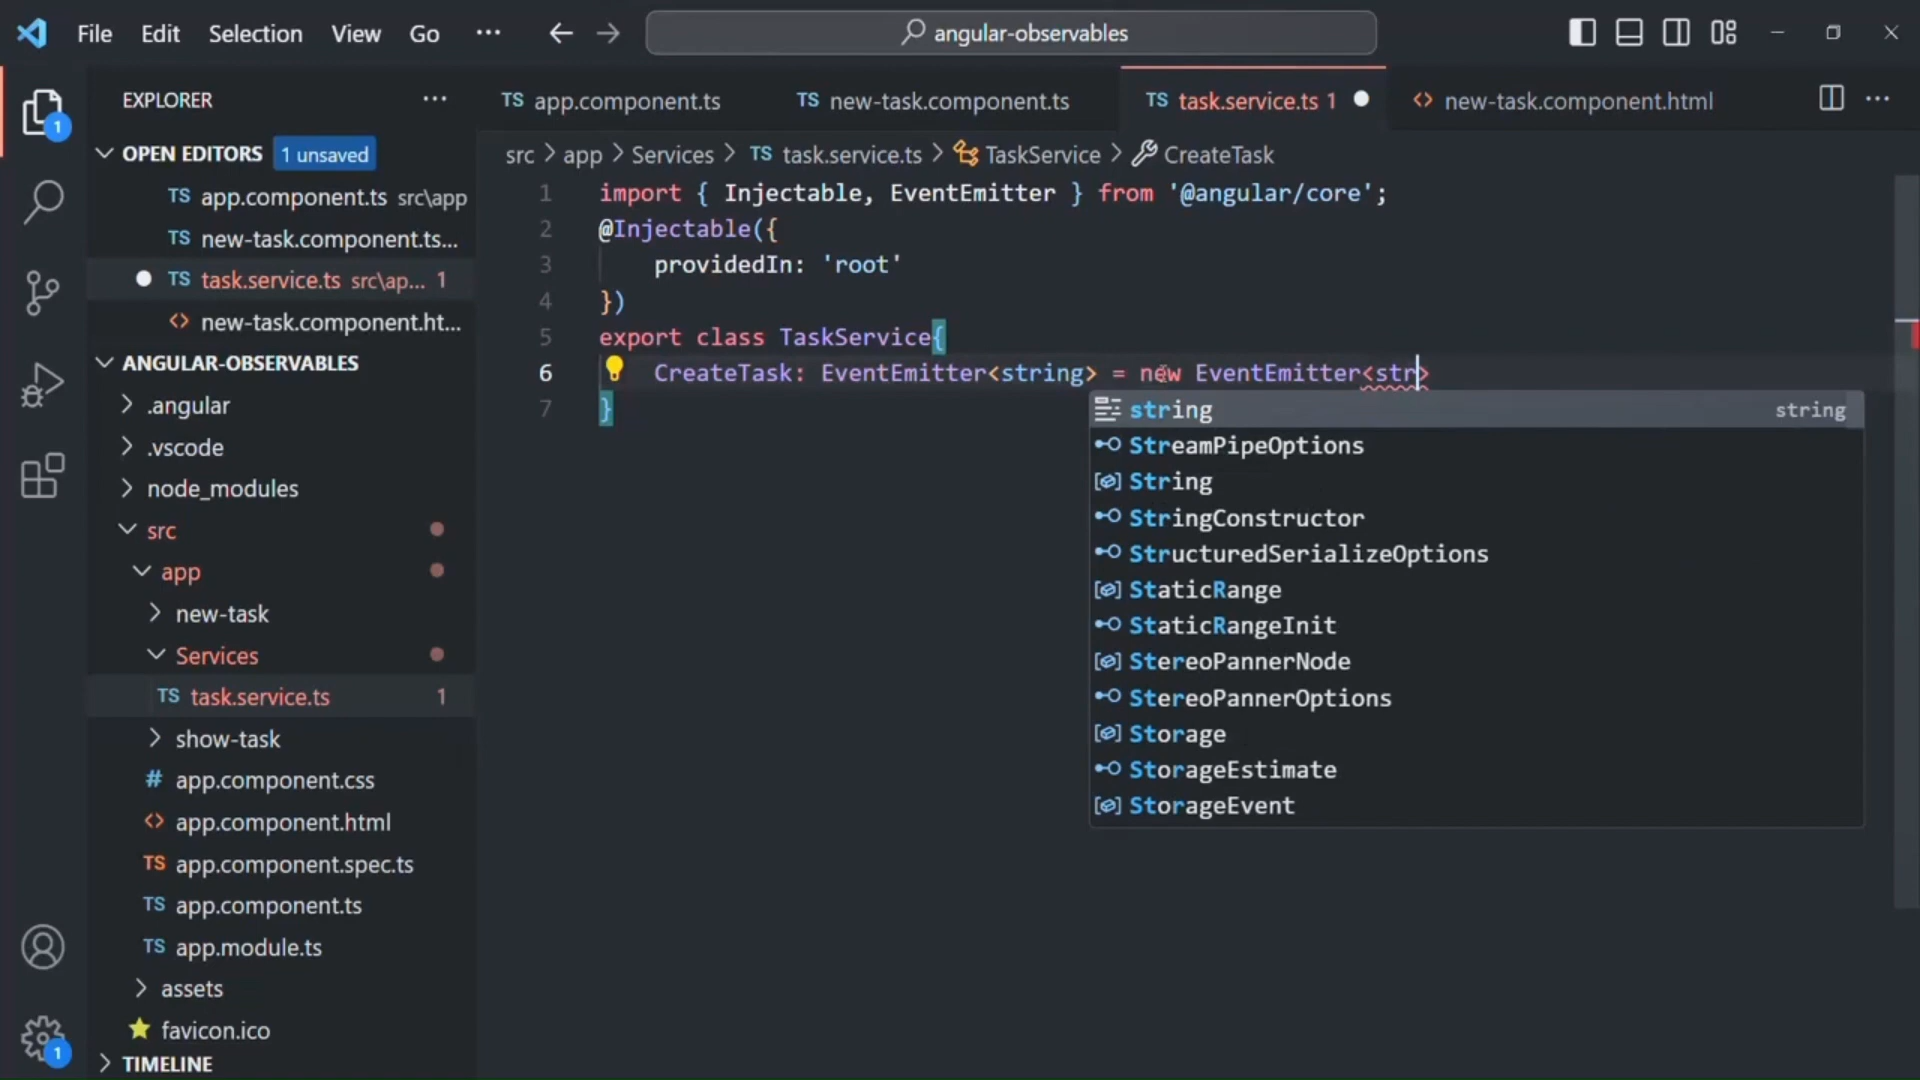 File Edit Selection View Go ··· angular-observables
EXPLORER ···
OPEN EDITORS 1 unsaved
TS app.component.ts src\app
TS new-task.component.ts...
TS task.service.ts src\ap... 1
<> new-task.component.ht...
ANGULAR-OBSERVABLES
.angular
.vscode
node_modules
src
app
new-task
Services
TS task.service.ts 1
show-task
# app.component.css
<> app.component.html
TS app.component.spec.ts
TS app.component.ts
TS app.module.ts
assets
favicon.ico
TIMELINE
1
1
TS app.component.ts TS new-task.component.ts TS task.service.ts 1 <> new-task.component.html ···
src > app > Services > TS task.service.ts > TaskService > CreateTask
1 import { Injectable, EventEmitter } from '@angular/core';
2 @Injectable({
3 providedIn: 'root'
4 })
5 export class TaskService{
6 CreateTask: EventEmitter<string> = new EventEmitter<str>
7 }
string string
StreamPipeOptions
String
StringConstructor
StructuredSerializeOptions
StaticRange
StaticRangeInit
StereoPannerNode
StereoPannerOptions
Storage
StorageEstimate
StorageEvent